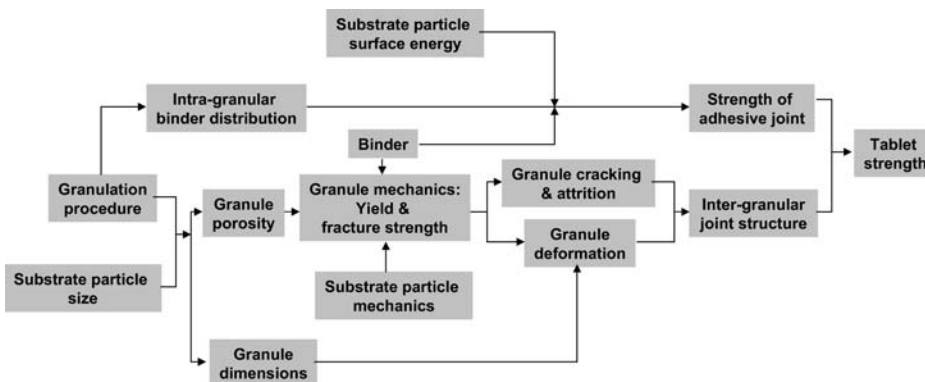 Substrate particle
surface energy
Intra-granular
binder distribution
Strength of
adhesive joint
Binder
Tablet
strength
Granulation
procedure
Granule
porosity
Granule mechanics:
Yield &
fracture strength
Granule cracking
& attrition
Inter-granular
joint structure
Granule
deformation
Substrate particle
size
Substrate particle
mechanics
Granule
dimensions